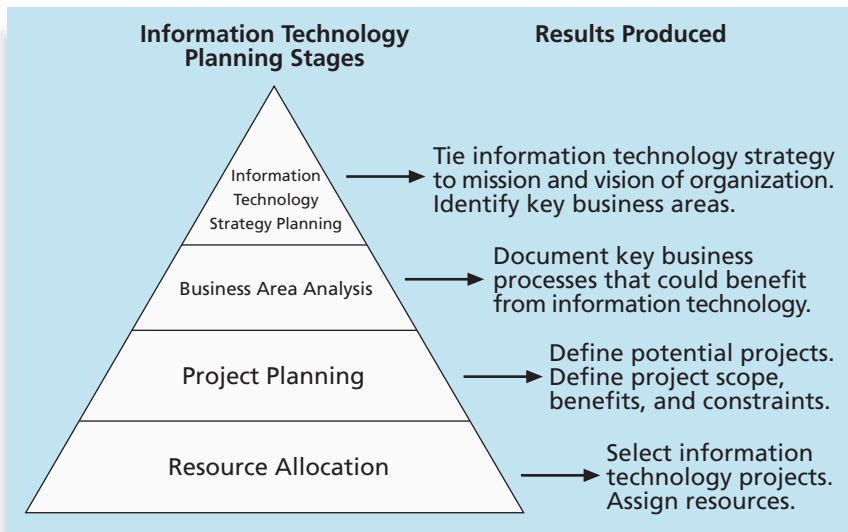 Information Technology
Planning Stages
Results Produced
Information
Technology
Strategy Planning
Tie information technology strategy
to mission and vision of organization.
Identify key business areas.
Business Area Analysis
Document key business
processes that could benefit
from information technology.
Project Planning
Define potential projects.
Define project scope,
benefits, and constraints.
Resource Allocation
Select information
technology projects.
Assign resources.